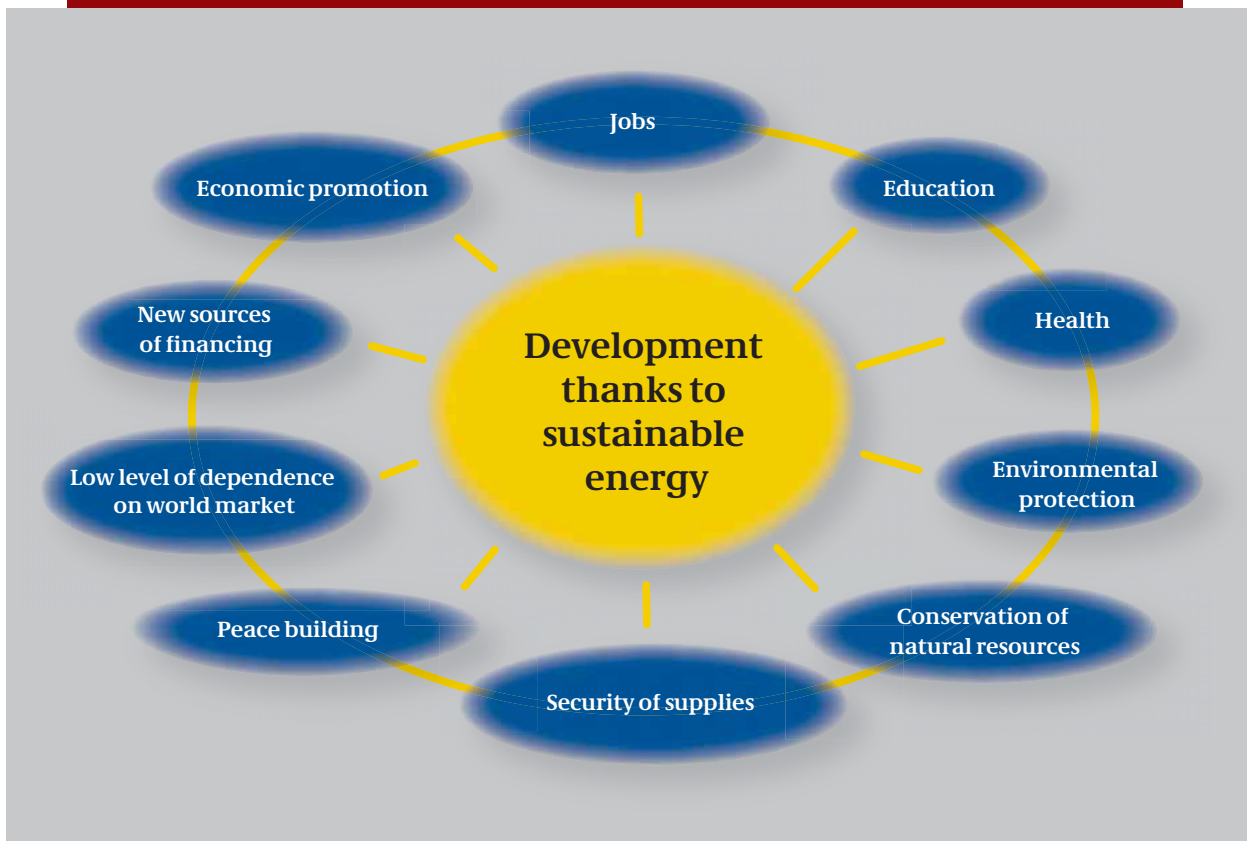 Jobs
Economic promotion
Education
New sources
of financing
Health
Development
thanks to
sustainable
energy
Low level of dependence
on world market
Environmental
protection
Peace building
Conservation of
natural resources
Security of supplies